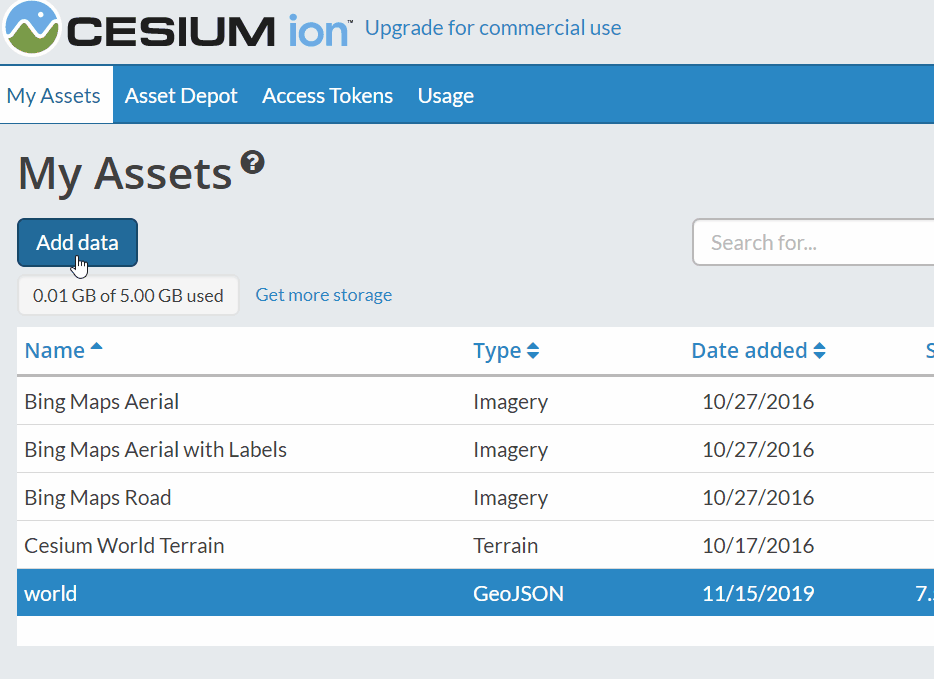 CESIUM ion™ Upgrade for commercial use
My Assets Asset Depot Access Tokens Usage
My Assets ?
Add data Search for...
0.01 GB of 5.00 GB used Get more storage
Name Type Date added S
Bing Maps Aerial Imagery 10/27/2016
Bing Maps Aerial with Labels Imagery 10/27/2016
Bing Maps Road Imagery 10/27/2016
Cesium World Terrain Terrain 10/17/2016
world GeoJSON 11/15/2019 7.